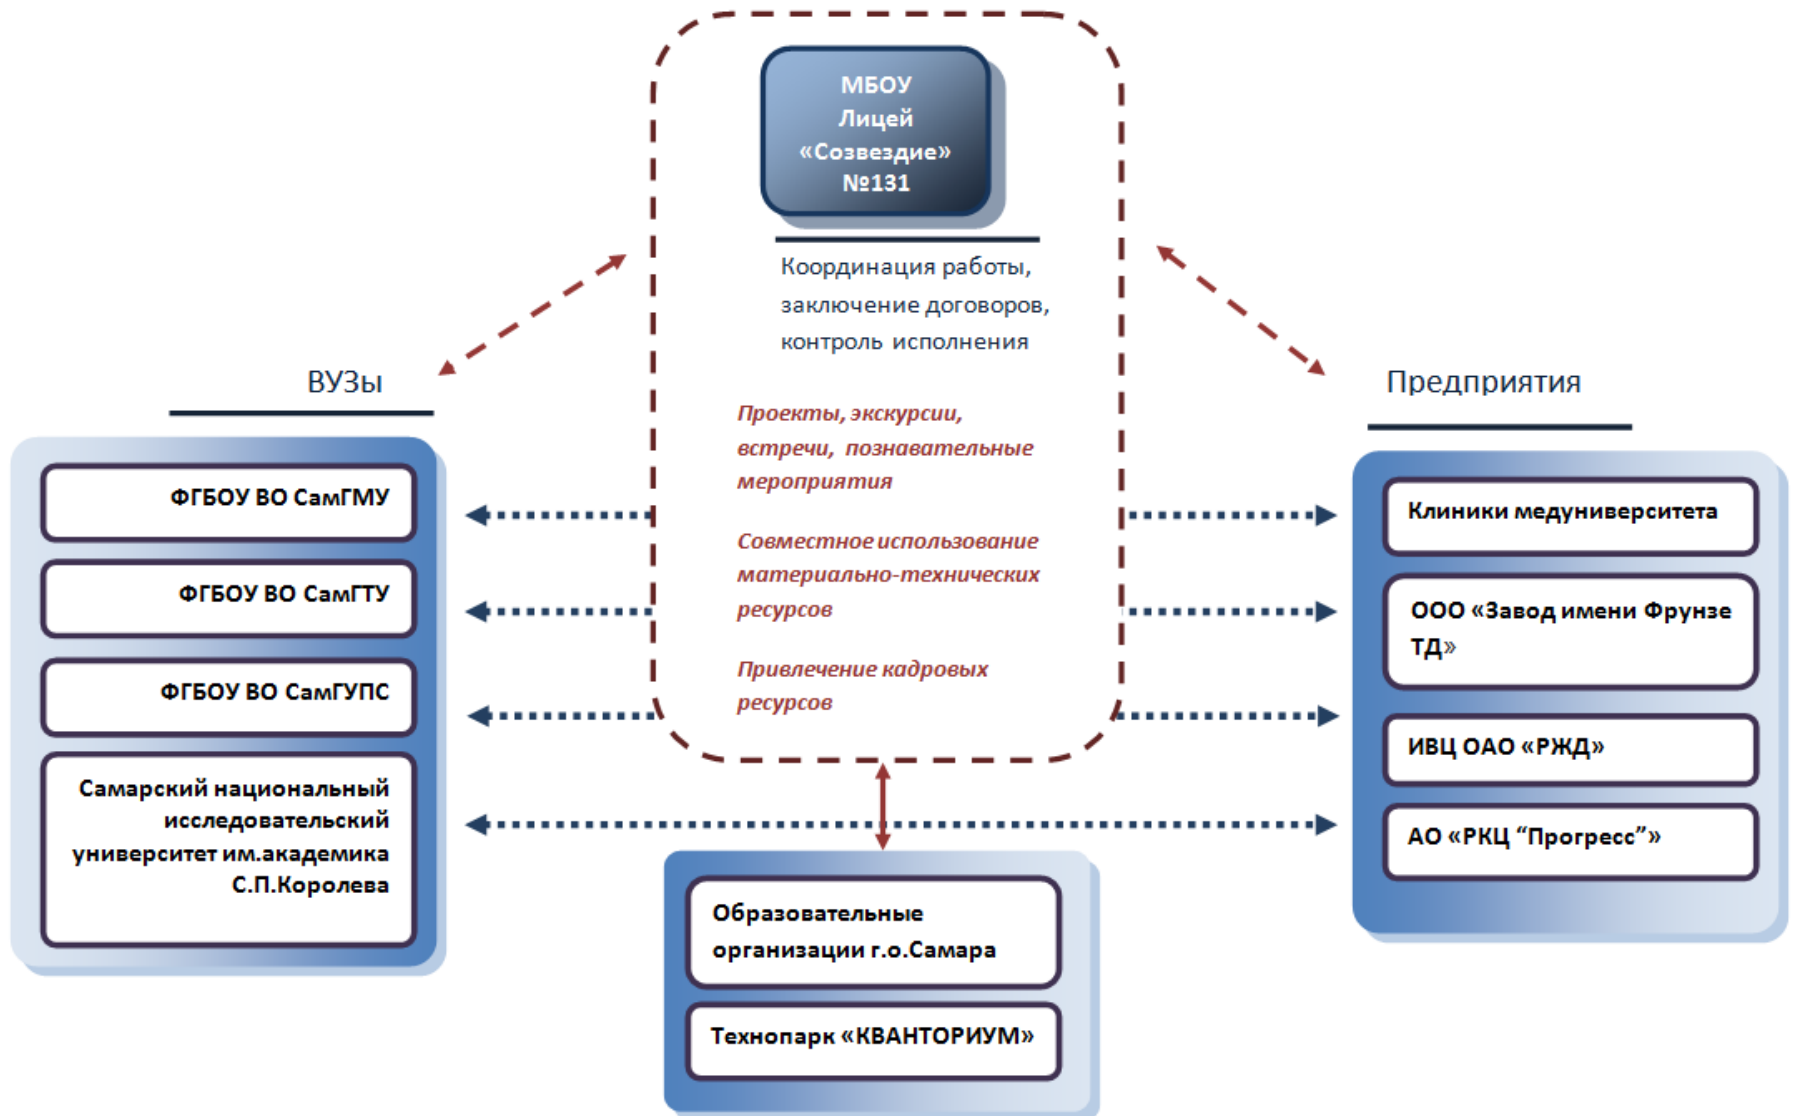 МБОУ
Лицей
«Созвездие»
№131
Координация работы,
заключение договоров,
контроль исполнения
Проекты, экскурсии,
встречи, познавательные
мероприятия
Совместное использование
материально-технических
ресурсов
Привлечение кадровых
ресурсов
ВУЗы
ФГБОУ ВО СамГМУ
ФГБОУ ВО СамГТУ
ФГБОУ ВО СамГУПС
Самарский национальный
исследовательский
университет им.академика
С.П.Королева
Предприятия
Клиники медуниверситета
ООО «Завод имени Фрунзе
ТД»
ИВЦ ОАО «РЖД»
АО «РКЦ “Прогресс”»
Образовательные
организации г.о.Самара
Технопарк «КВАНТОРИУМ»